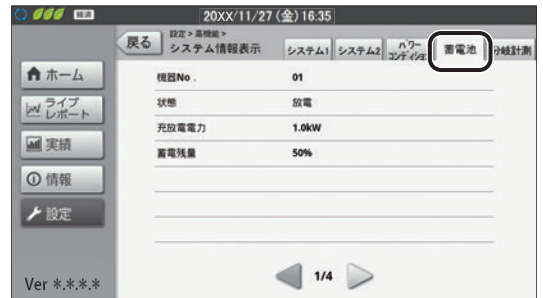 経済
20XX/11/27 (金) 16:35
戻る
設定 > 高機能 >
システム情報表示
システム1
システム2
パワー
コンディショナ
蓄電池
分岐計測
ホーム
ライブ
レポート
実績
情報
設定
Ver *.*.*.*
機器No. 01
状態 放電
充放電電力 1.0kW
蓄電残量 50%
1/4